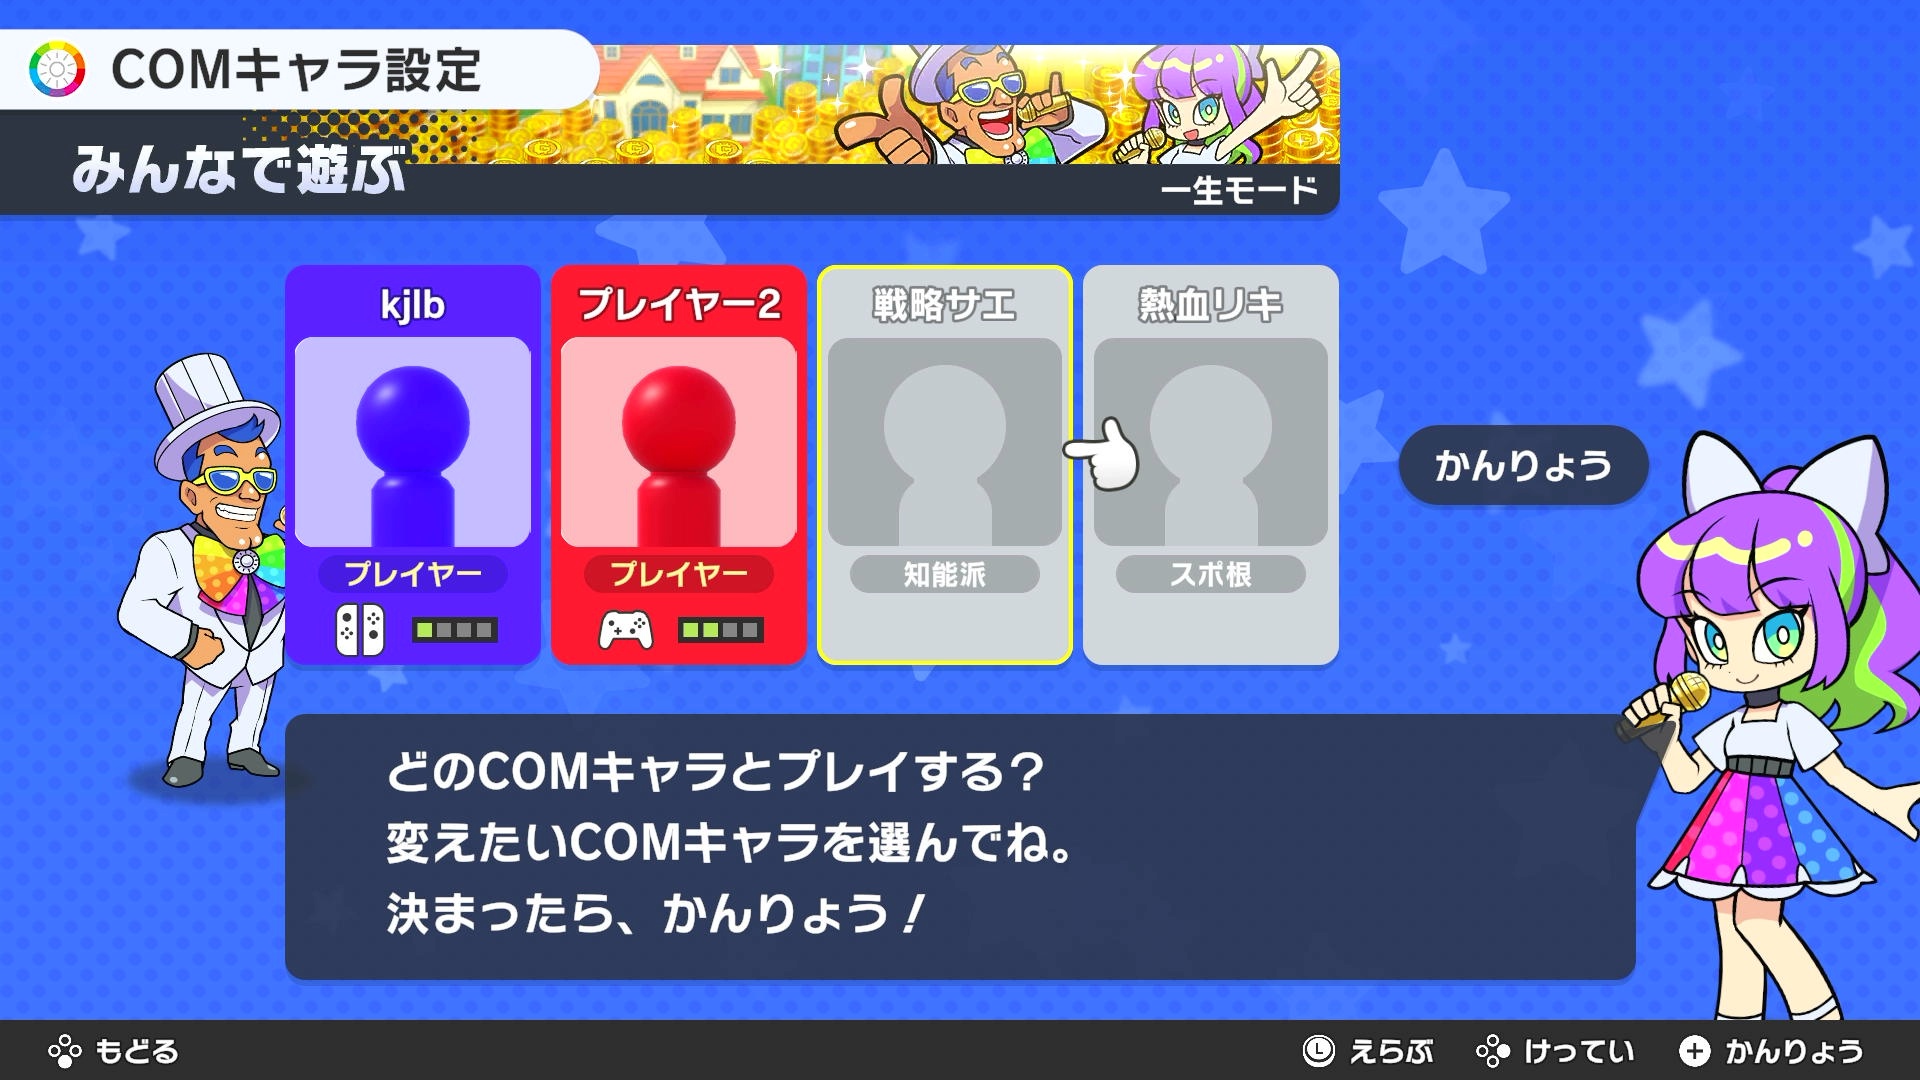 COMキャラ設定
みんなで遊ぶ
一生モード
kjlb
プレイヤー2
戦略サエ
熱血リキ
プレイヤー
プレイヤー
知能派
スポ根
かんりょう
どのCOMキャラとプレイする？
変えたいCOMキャラを選んでね。
決まったら、かんりょう！
もどる
L えらぶ
けってい
+ かんりょう